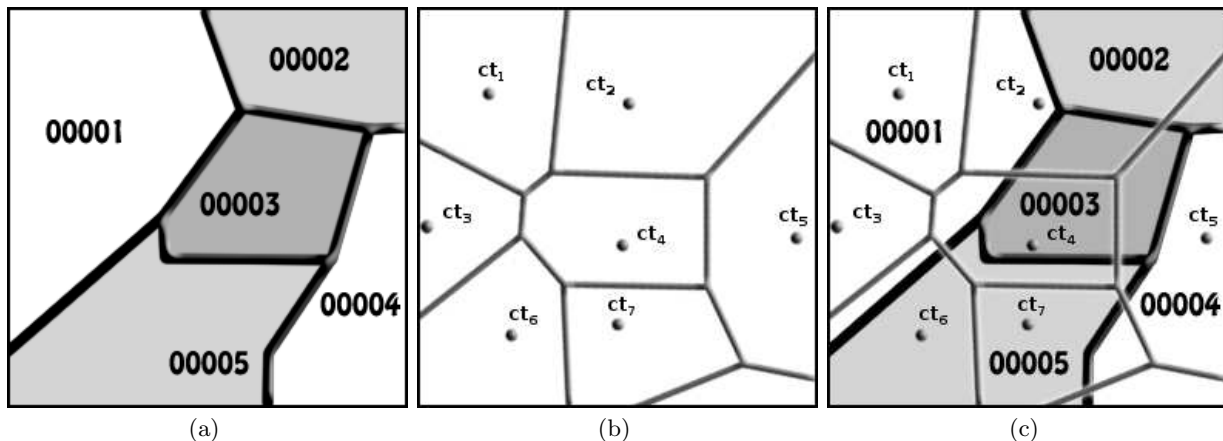 00002
00001
00003
00004
00005
(a)
ct₁
ct₂
ct₃
ct₄
ct₅
ct₆
ct₇
(b)
00002
ct₁
ct₂
00001
00003
ct₃
ct₄
ct₅
00004
ct₆
ct₇
00005
(c)